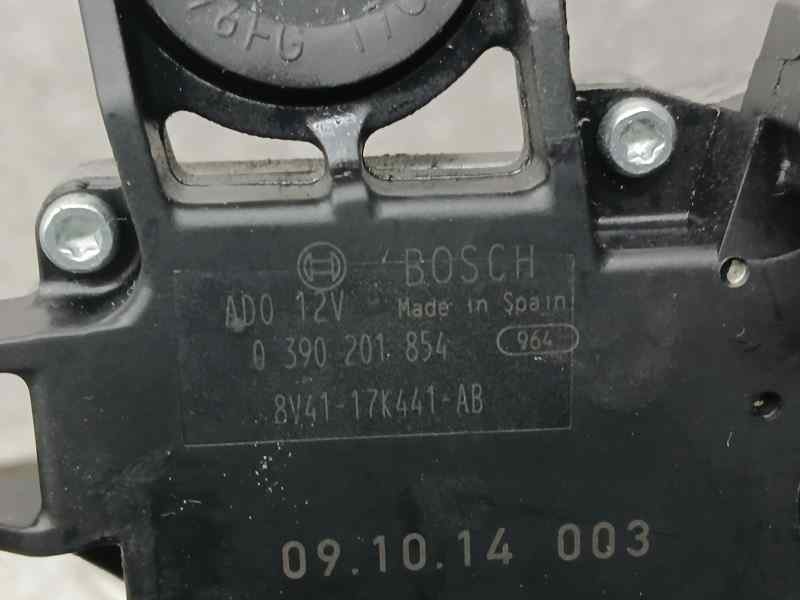 BOSCH
ADO 12V Made in Spain
0 390 201 854 964
8V41-17K441-AB
09.10.14 003